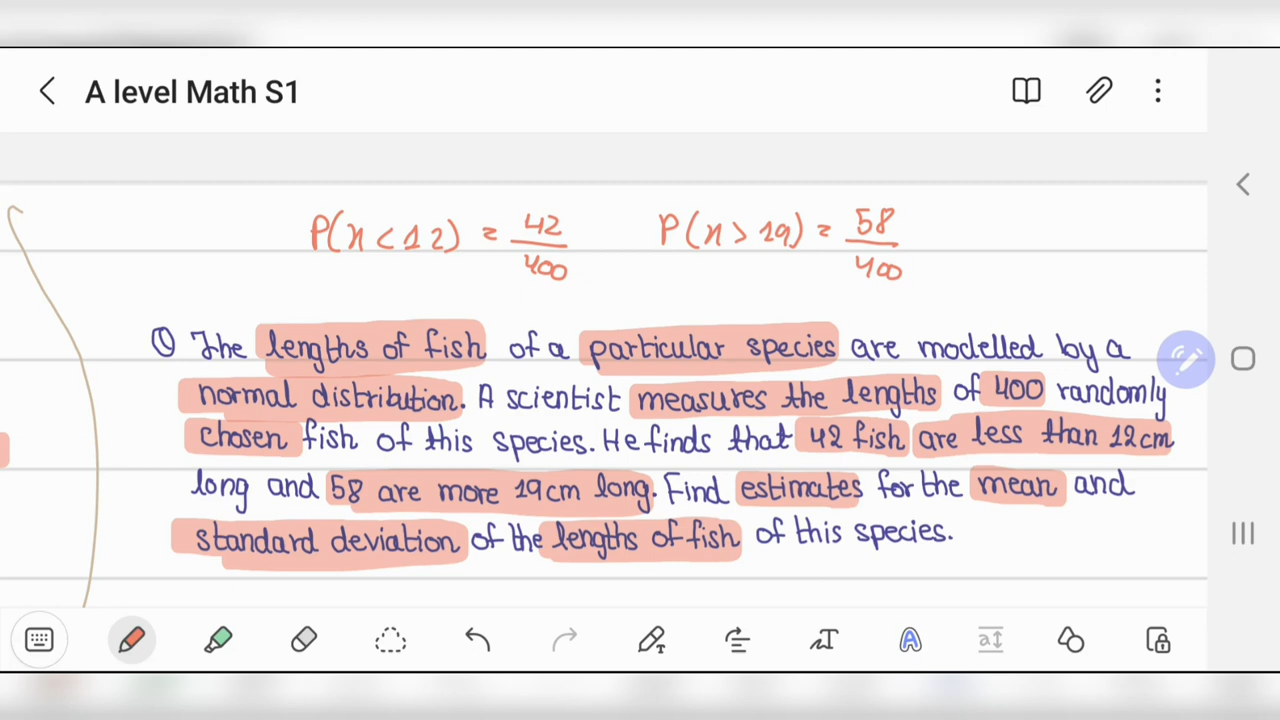 A level Math S1
P(x<12) = 42/400 P(x>19) = 58/400
Q The lengths of fish of a particular species are modelled by a
normal distribution. A scientist measures the lengths of 400 randomly
chosen fish of this species. He finds that 42 fish are less than 12cm
long and 58 are more 19cm long. Find estimates for the mean and
standard deviation of the lengths of fish of this species.